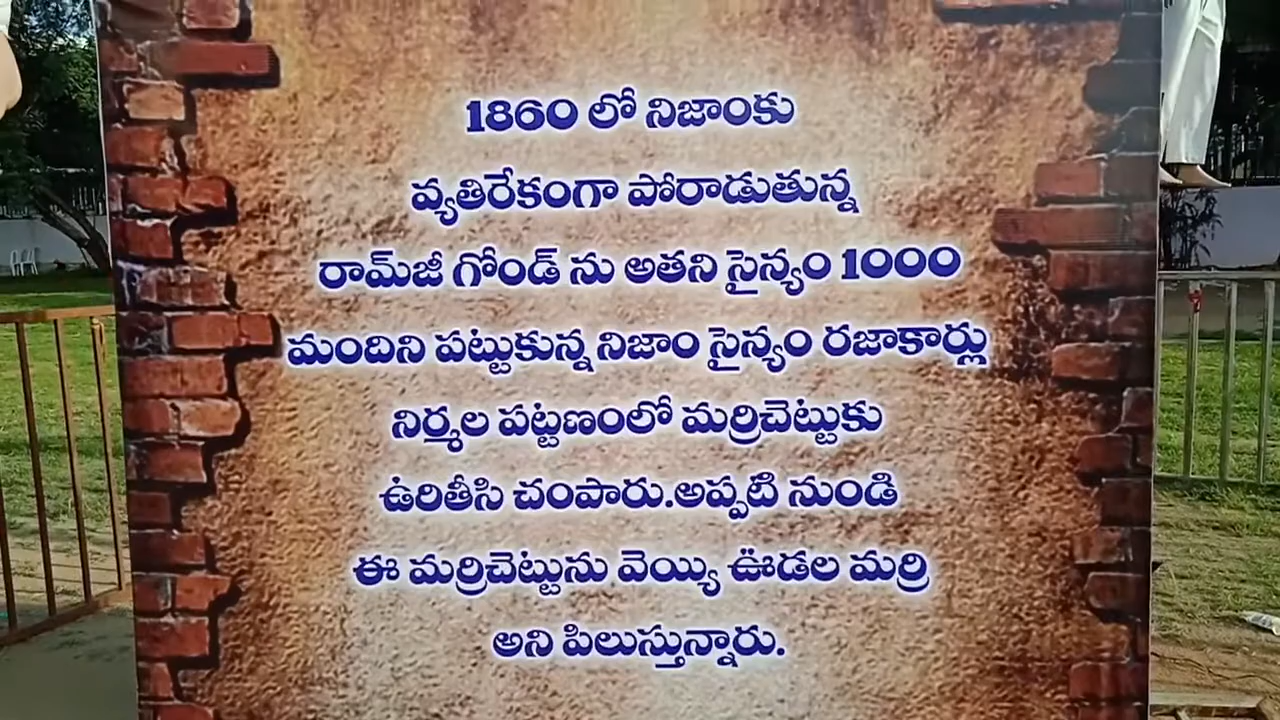 1860 లో నిజాంకు
వ్యతిరేకంగా పోరాడుతున్న
రామ్‌జీ గోండ్ ను అతని సైన్యం 1000
మందిని పట్టుకున్న నిజాం సైన్యం రజాకార్లు
నిర్మల పట్టణంలో మర్రిచెట్టుకు
ఉరితీసి చంపారు.అప్పటి నుండి
ఈ మర్రిచెట్టును వెయ్యి ఊడల మర్రి
అని పిలుస్తున్నారు.